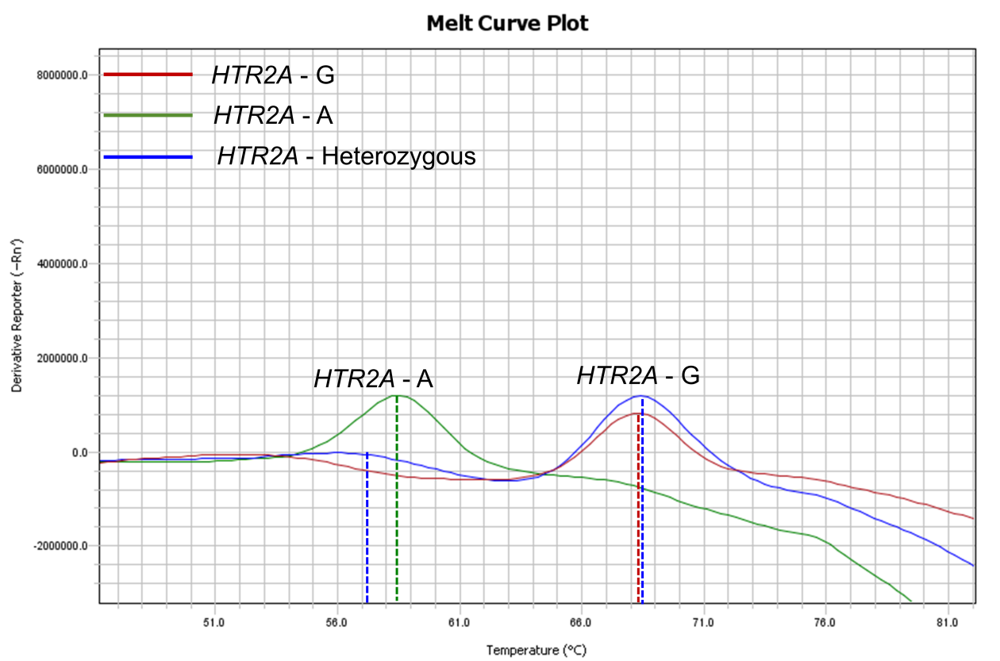 Melt Curve Plot
HTR2A - G
HTR2A - A
HTR2A - Heterozygous
8000000.0
6000000.0
4000000.0
2000000.0
0.0
-2000000.0
Derivative Reporter (-Rn')
HTR2A - A
HTR2A - G
51.0 56.0 61.0 66.0 71.0 76.0 81.0
Temperature (°C)